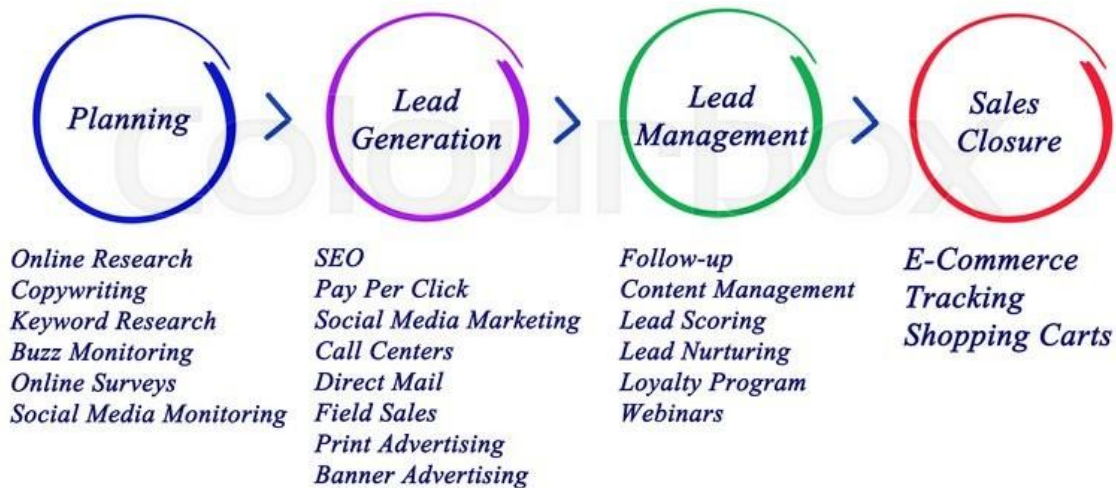 Planning
Lead
Generation
Lead
Management
Sales
Closure
Online Research
Copywriting
Keyword Research
Buzz Monitoring
Online Surveys
Social Media Monitoring
SEO
Pay Per Click
Social Media Marketing
Call Centers
Direct Mail
Field Sales
Print Advertising
Banner Advertising
Follow-up
Content Management
Lead Scoring
Lead Nurturing
Loyalty Program
Webinars
E-Commerce
Tracking
Shopping Carts
colourbox